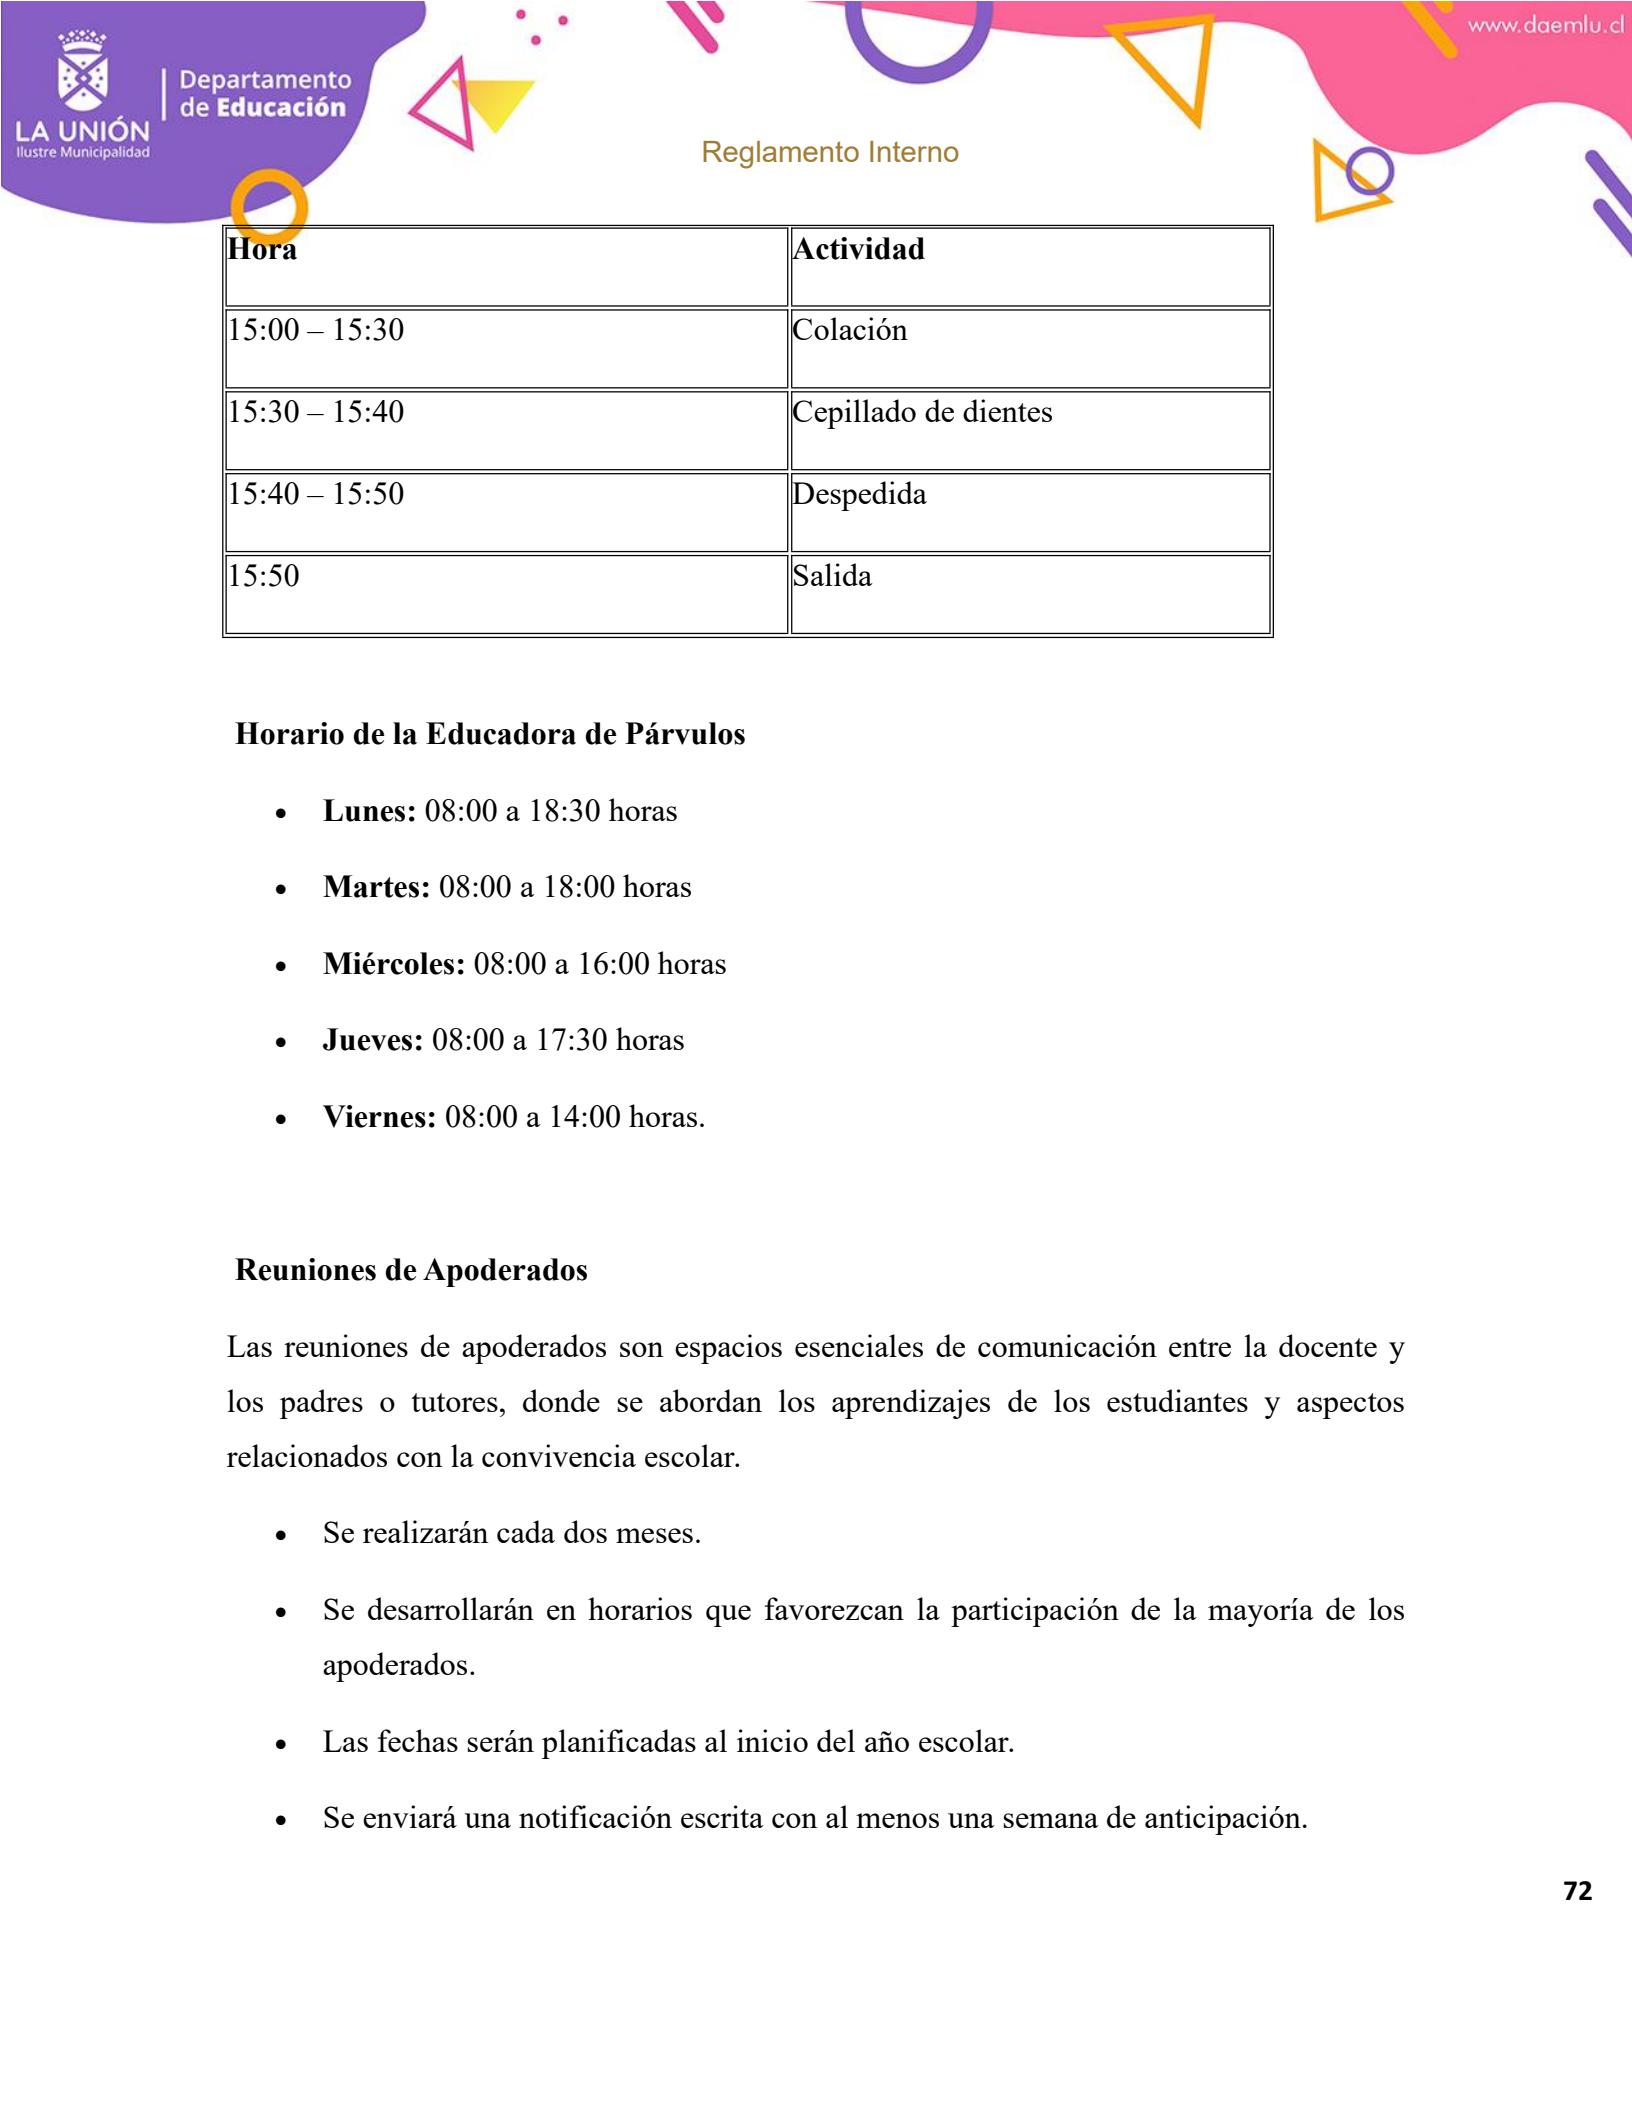 www.daemlu.cl
Departamento
de Educación
LA UNIÓN
Ilustre Municipalidad
Reglamento Interno
Hora Actividad
15:00 – 15:30 Colación
15:30 – 15:40 Cepillado de dientes
15:40 – 15:50 Despedida
15:50 Salida
Horario de la Educadora de Párvulos
• Lunes: 08:00 a 18:30 horas
• Martes: 08:00 a 18:00 horas
• Miércoles: 08:00 a 16:00 horas
• Jueves: 08:00 a 17:30 horas
• Viernes: 08:00 a 14:00 horas.
Reuniones de Apoderados
Las reuniones de apoderados son espacios esenciales de comunicación entre la docente y
los padres o tutores, donde se abordan los aprendizajes de los estudiantes y aspectos
relacionados con la convivencia escolar.
• Se realizarán cada dos meses.
• Se desarrollarán en horarios que favorezcan la participación de la mayoría de los
apoderados.
• Las fechas serán planificadas al inicio del año escolar.
• Se enviará una notificación escrita con al menos una semana de anticipación.
72